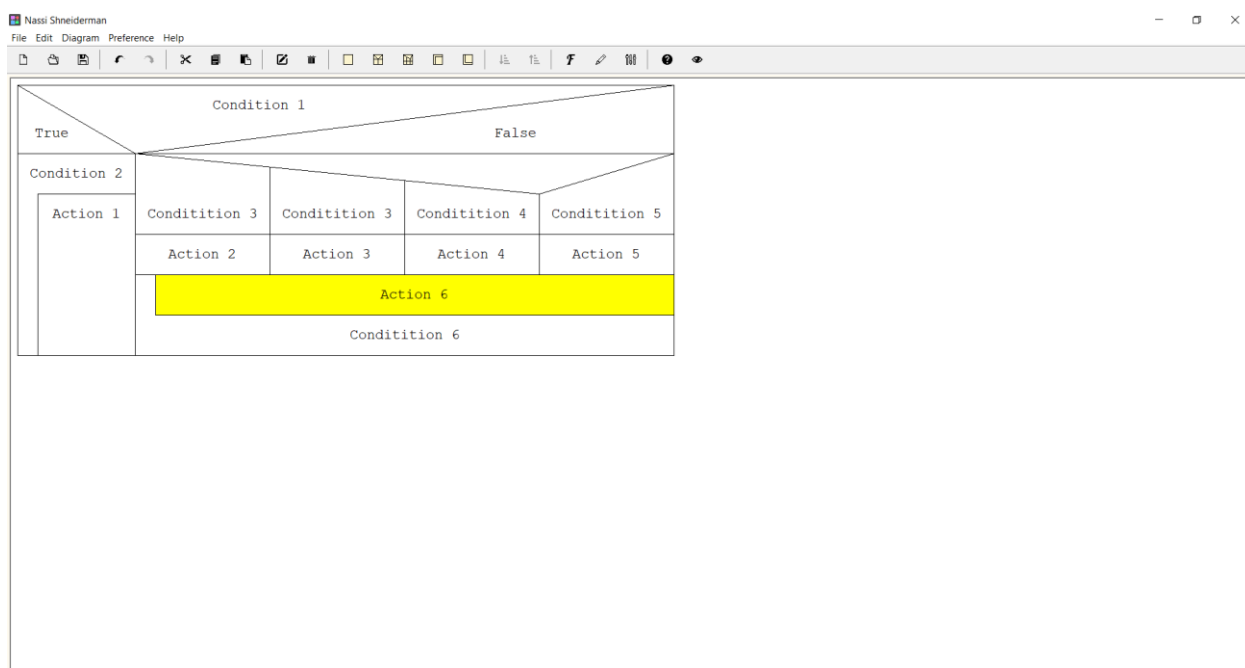 Nassi Shneiderman
File Edit Diagram Preference Help
Condition 1
True False
Condition 2
Action 1 Conditition 3 Conditition 3 Conditition 4 Conditition 5
Action 2 Action 3 Action 4 Action 5
Action 6
Conditition 6